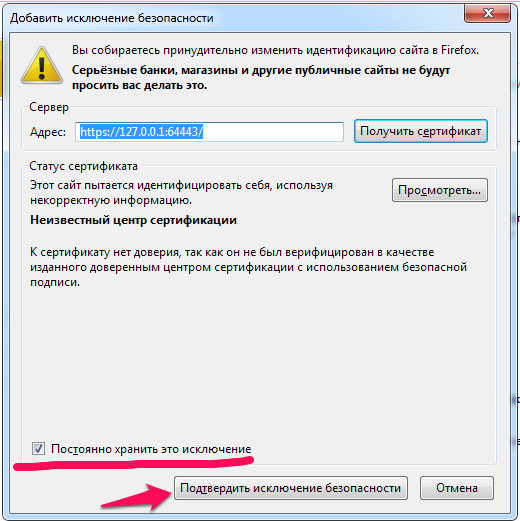 Добавить исключение безопасности
Вы собираетесь принудительно изменить идентификацию сайта в Firefox.
Серьёзные банки, магазины и другие публичные сайты не будут
просить вас делать это.
Сервер
Адрес: https://127.0.0.1:64443/ Получить сертификат
Статус сертификата
Этот сайт пытается идентифицировать себя, используя
некорректную информацию.
Просмотреть...
Неизвестный центр сертификации
К сертификату нет доверия, так как он не был верифицирован в качестве
изданного доверенным центром сертификации с использованием безопасной
подписи.
Постоянно хранить это исключение
Подтвердить исключение безопасности Отмена